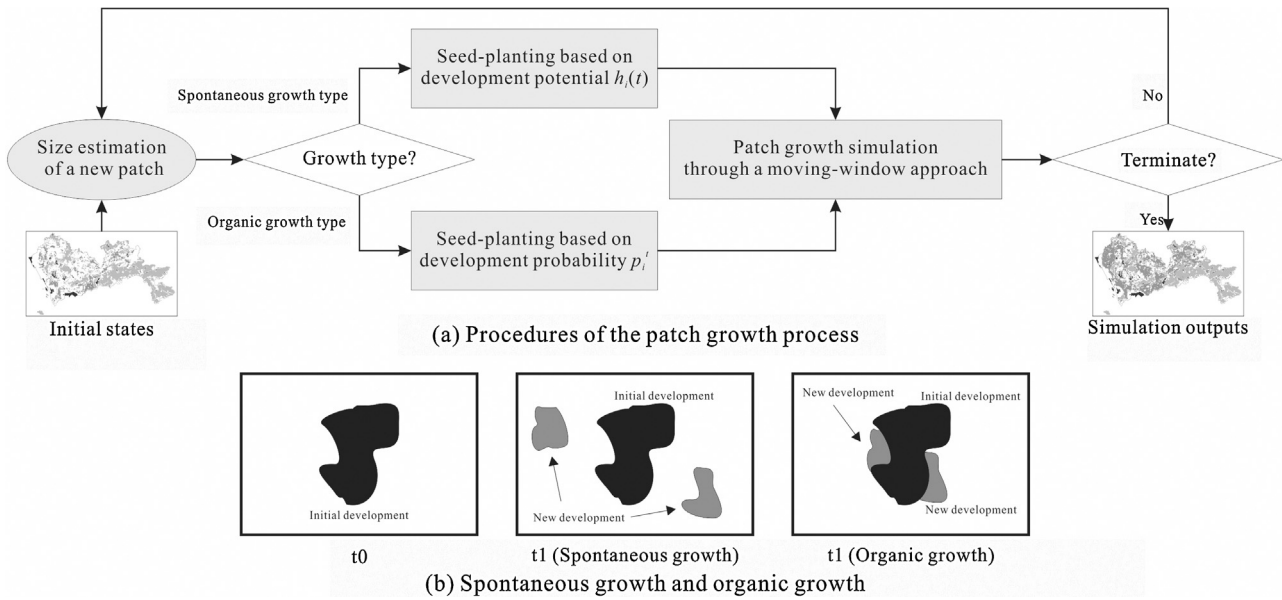 Seed-planting based on
development potential hᵢ(t)
Spontaneous growth type
No
Size estimation
of a new patch
Growth type?
Patch growth simulation
through a moving-window approach
Terminate?
Organic growth type
Yes
Seed-planting based on
development probability pᵢᵗ
Initial states
Simulation outputs
(a) Procedures of the patch growth process
Initial development
t0
Initial development
New development
t1 (Spontaneous growth)
New development
Initial development
New development
t1 (Organic growth)
(b) Spontaneous growth and organic growth